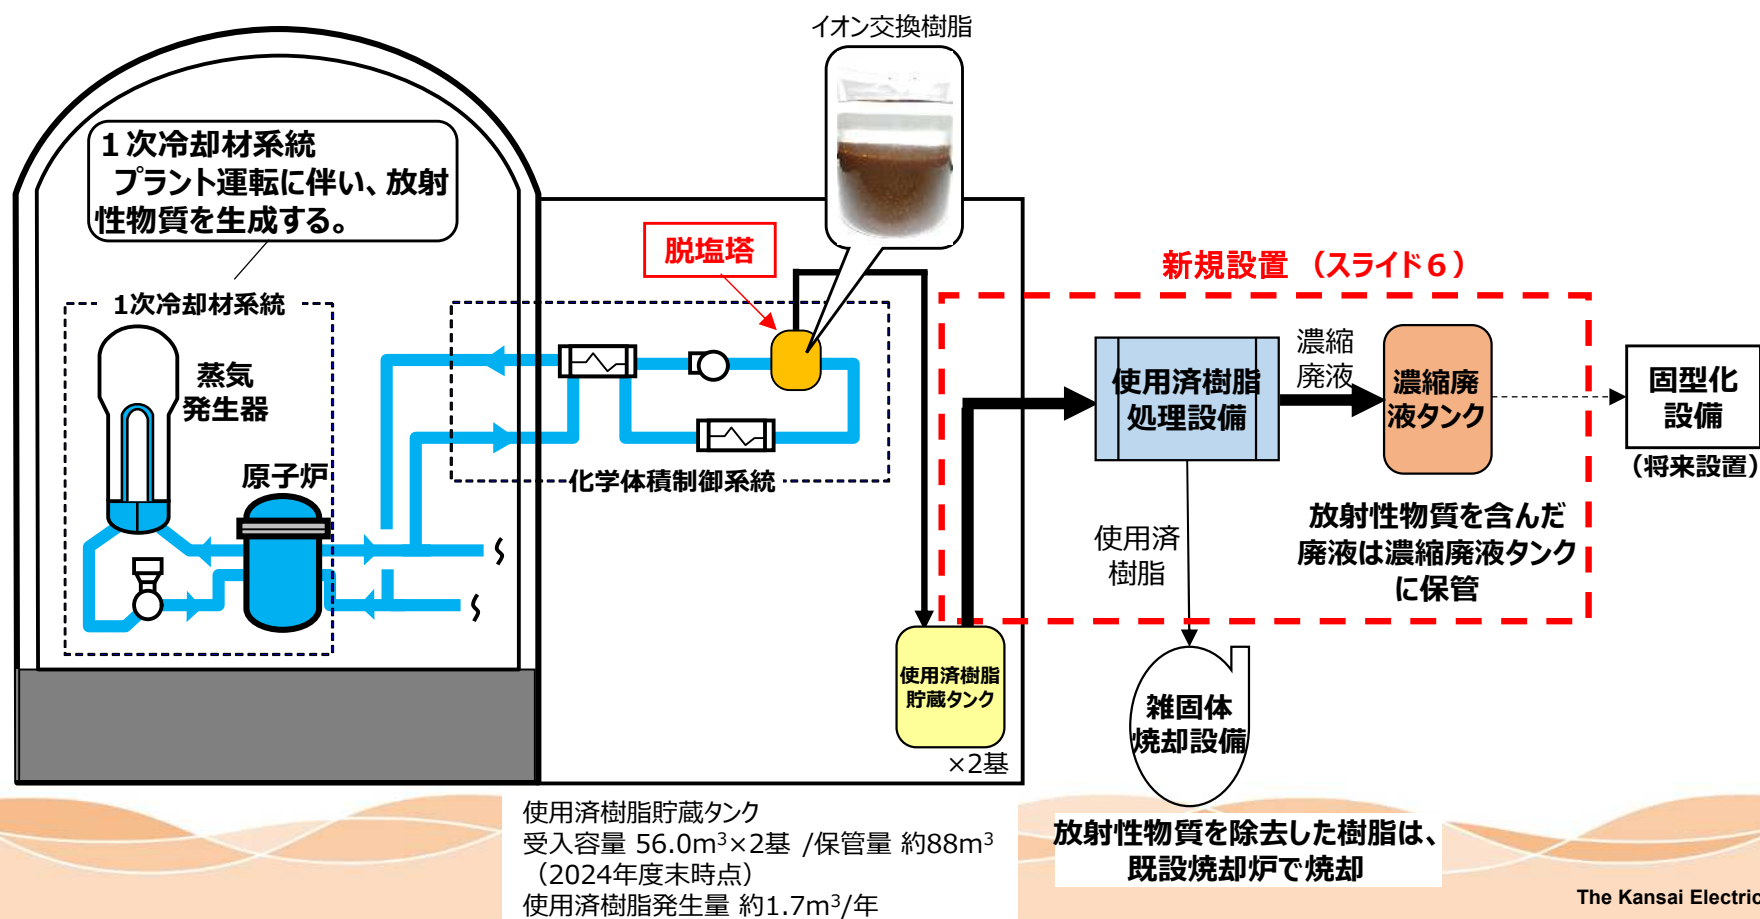 イオン交換樹脂
１次冷却材系統
プラント運転に伴い、放射
性物質を生成する。
脱塩塔
新規設置 （スライド６）
1次冷却材系統
蒸気
発生器
原子炉
化学体積制御系統
使用済樹脂
処理設備
濃縮
廃液
濃縮廃
液タンク
固型化
設備
（将来設置）
放射性物質を含んだ
廃液は濃縮廃液タンク
に保管
使用済
樹脂
使用済樹脂
貯蔵タンク
×2基
雑固体
焼却設備
使用済樹脂貯蔵タンク
受入容量 56.0m³×2基 /保管量 約88m³
（2024年度末時点）
使用済樹脂発生量 約1.7m³/年
放射性物質を除去した樹脂は、
既設焼却炉で焼却
The Kansai Electric